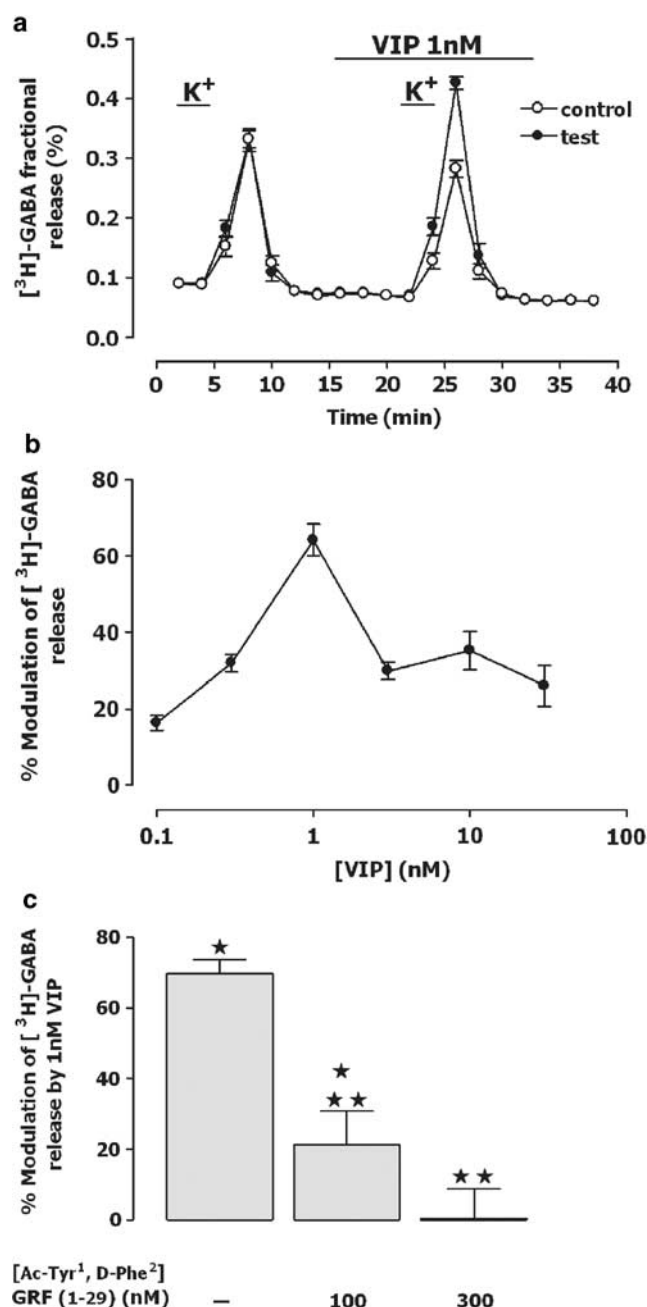 a
VIP 1nM
K+
K+
control
test
[3H]-GABA fractional
release (%)
0.5
0.4
0.3
0.2
0.1
0.0
0 5 10 15 20 25 30 35 40
Time (min)
b
% Modulation of [3H]-GABA
release
80
60
40
20
0
0.1 1 10 100
[VIP] (nM)
c
% Modulation of [3H]-GABA
release by 1nM VIP
80
60
40
20
0
★
★
★★
★★
[Ac-Tyr1, D-Phe2]
GRF (1-29) (nM) – 100 300